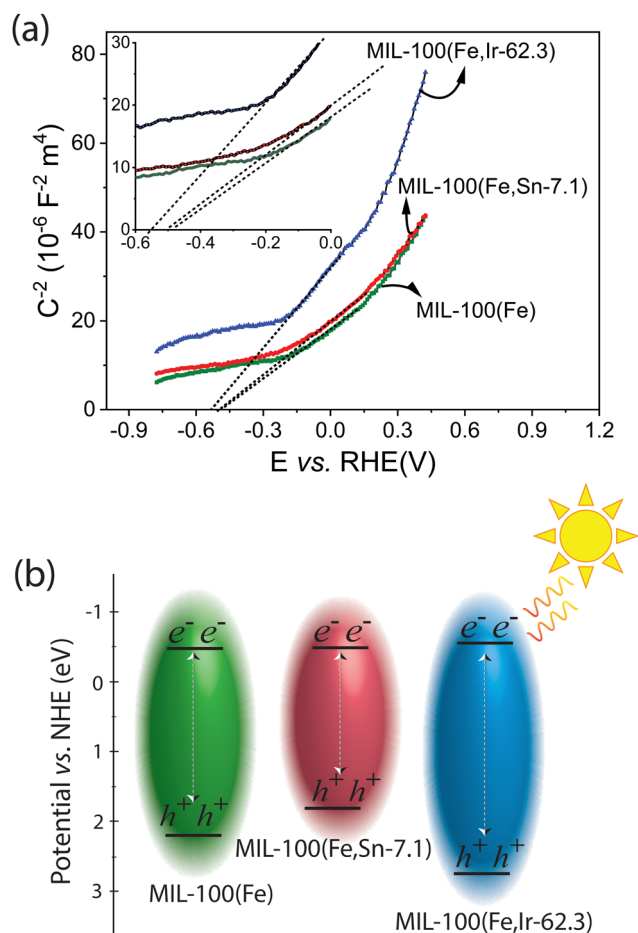 (a)
MIL-100(Fe,Ir-62.3)
MIL-100(Fe,Sn-7.1)
MIL-100(Fe)
C⁻² (10⁻⁶ F⁻² m⁴)
80
60
40
20
0
30
20
10
0
-0.6 -0.4 -0.2 0.0
-0.9 -0.6 -0.3 0.0 0.3 0.6 0.9 1.2
E vs. RHE(V)
(b)
Potential vs. NHE (eV)
-1
0
1
2
3
e⁻ e⁻
h⁺ h⁺
MIL-100(Fe)
e⁻ e⁻
h⁺ h⁺
MIL-100(Fe,Sn-7.1)
e⁻ e⁻
h⁺ h⁺
MIL-100(Fe,Ir-62.3)